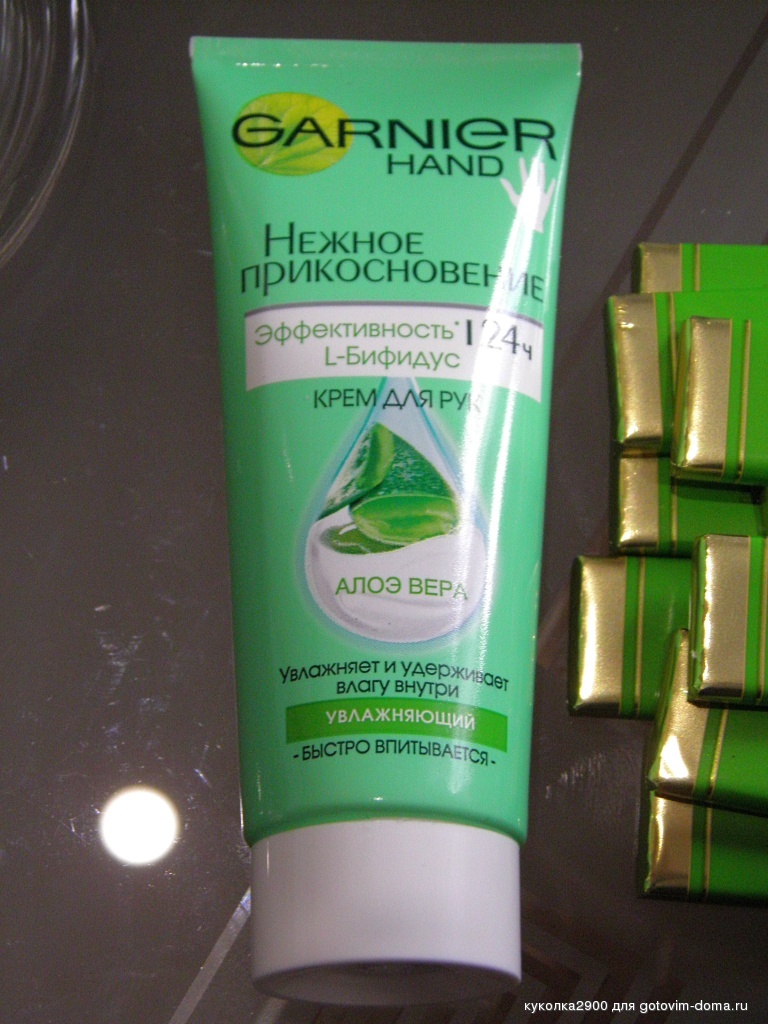 GARNIER
HAND
Нежное
прикосновение
Эффективность* 24ч
L-Бифидус
КРЕМ ДЛЯ РУК
АЛОЭ ВЕРА
Увлажняет и удерживает
влагу внутри
УВЛАЖНЯЮЩИЙ
- БЫСТРО ВПИТЫВАЕТСЯ -
куколка2900 для gotovim-doma.ru